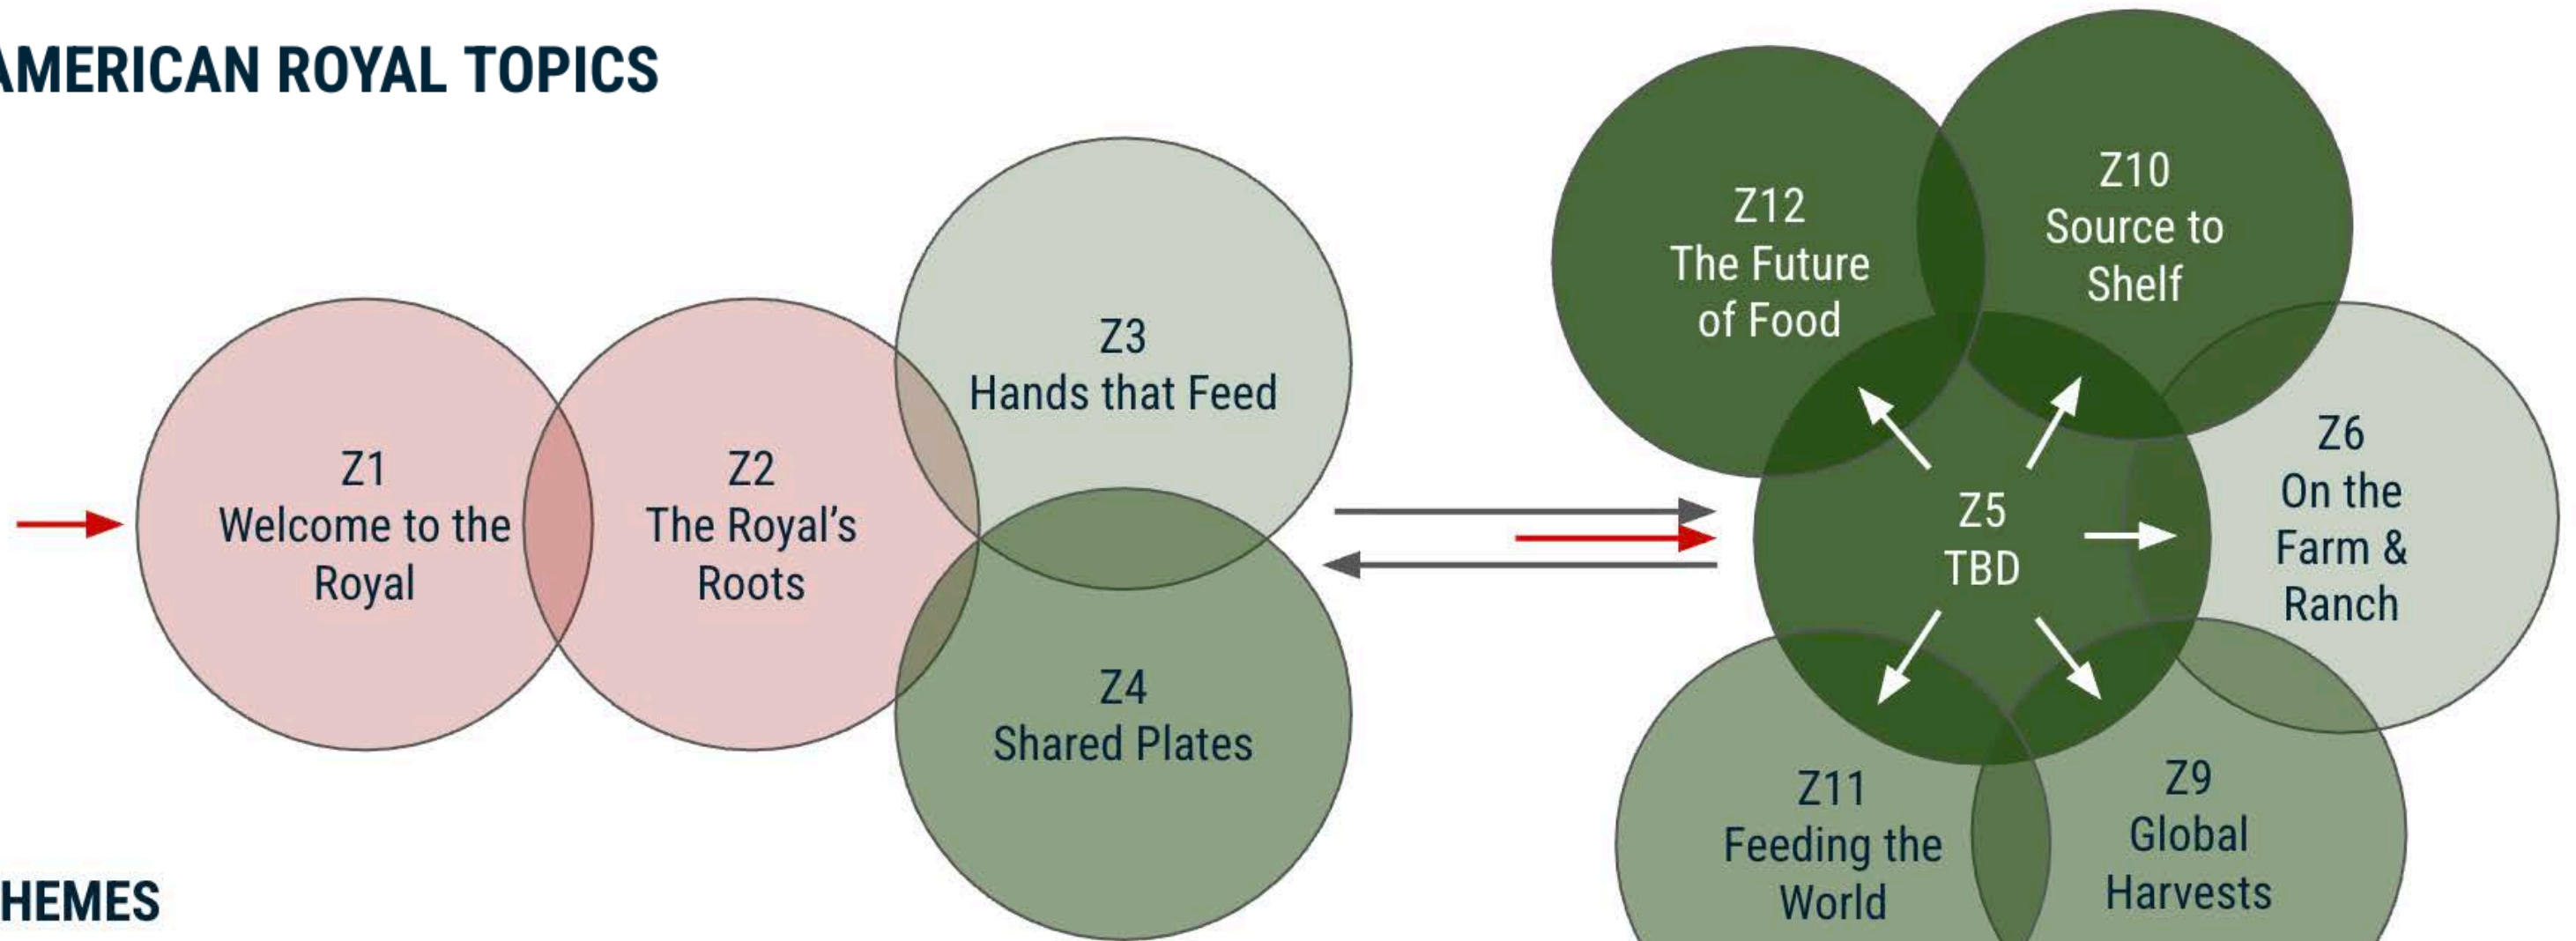 AMERICAN ROYAL TOPICS
Z1
Welcome to the
Royal
Z2
The Royal’s
Roots
Z3
Hands that Feed
Z4
Shared Plates
Z12
The Future
of Food
Z10
Source to
Shelf
Z5
TBD
Z6
On the
Farm &
Ranch
Z11
Feeding the
World
Z9
Global
Harvests
HEMES